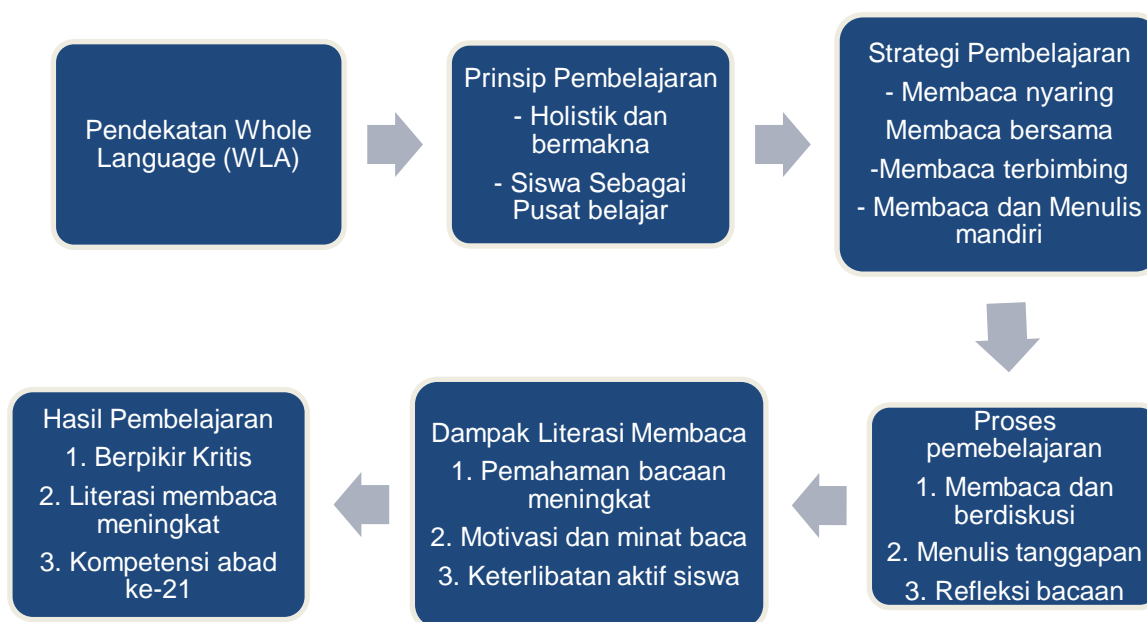 Pendekatan Whole
Language (WLA)
Prinsip Pembelajaran
- Holistik dan
bermakna
- Siswa Sebagai
Pusat belajar
Strategi Pembelajaran
- Membaca nyaring
Membaca bersama
-Membaca terbimbing
- Membaca dan Menulis
mandiri
Proses
pemebelajaran
1. Membaca dan
berdiskusi
2. Menulis tanggapan
3. Refleksi bacaan
Dampak Literasi Membaca
1. Pemahaman bacaan
meningkat
2. Motivasi dan minat baca
3. Keterlibatan aktif siswa
Hasil Pembelajaran
1. Berpikir Kritis
2. Literasi membaca
meningkat
3. Kompetensi abad
ke-21